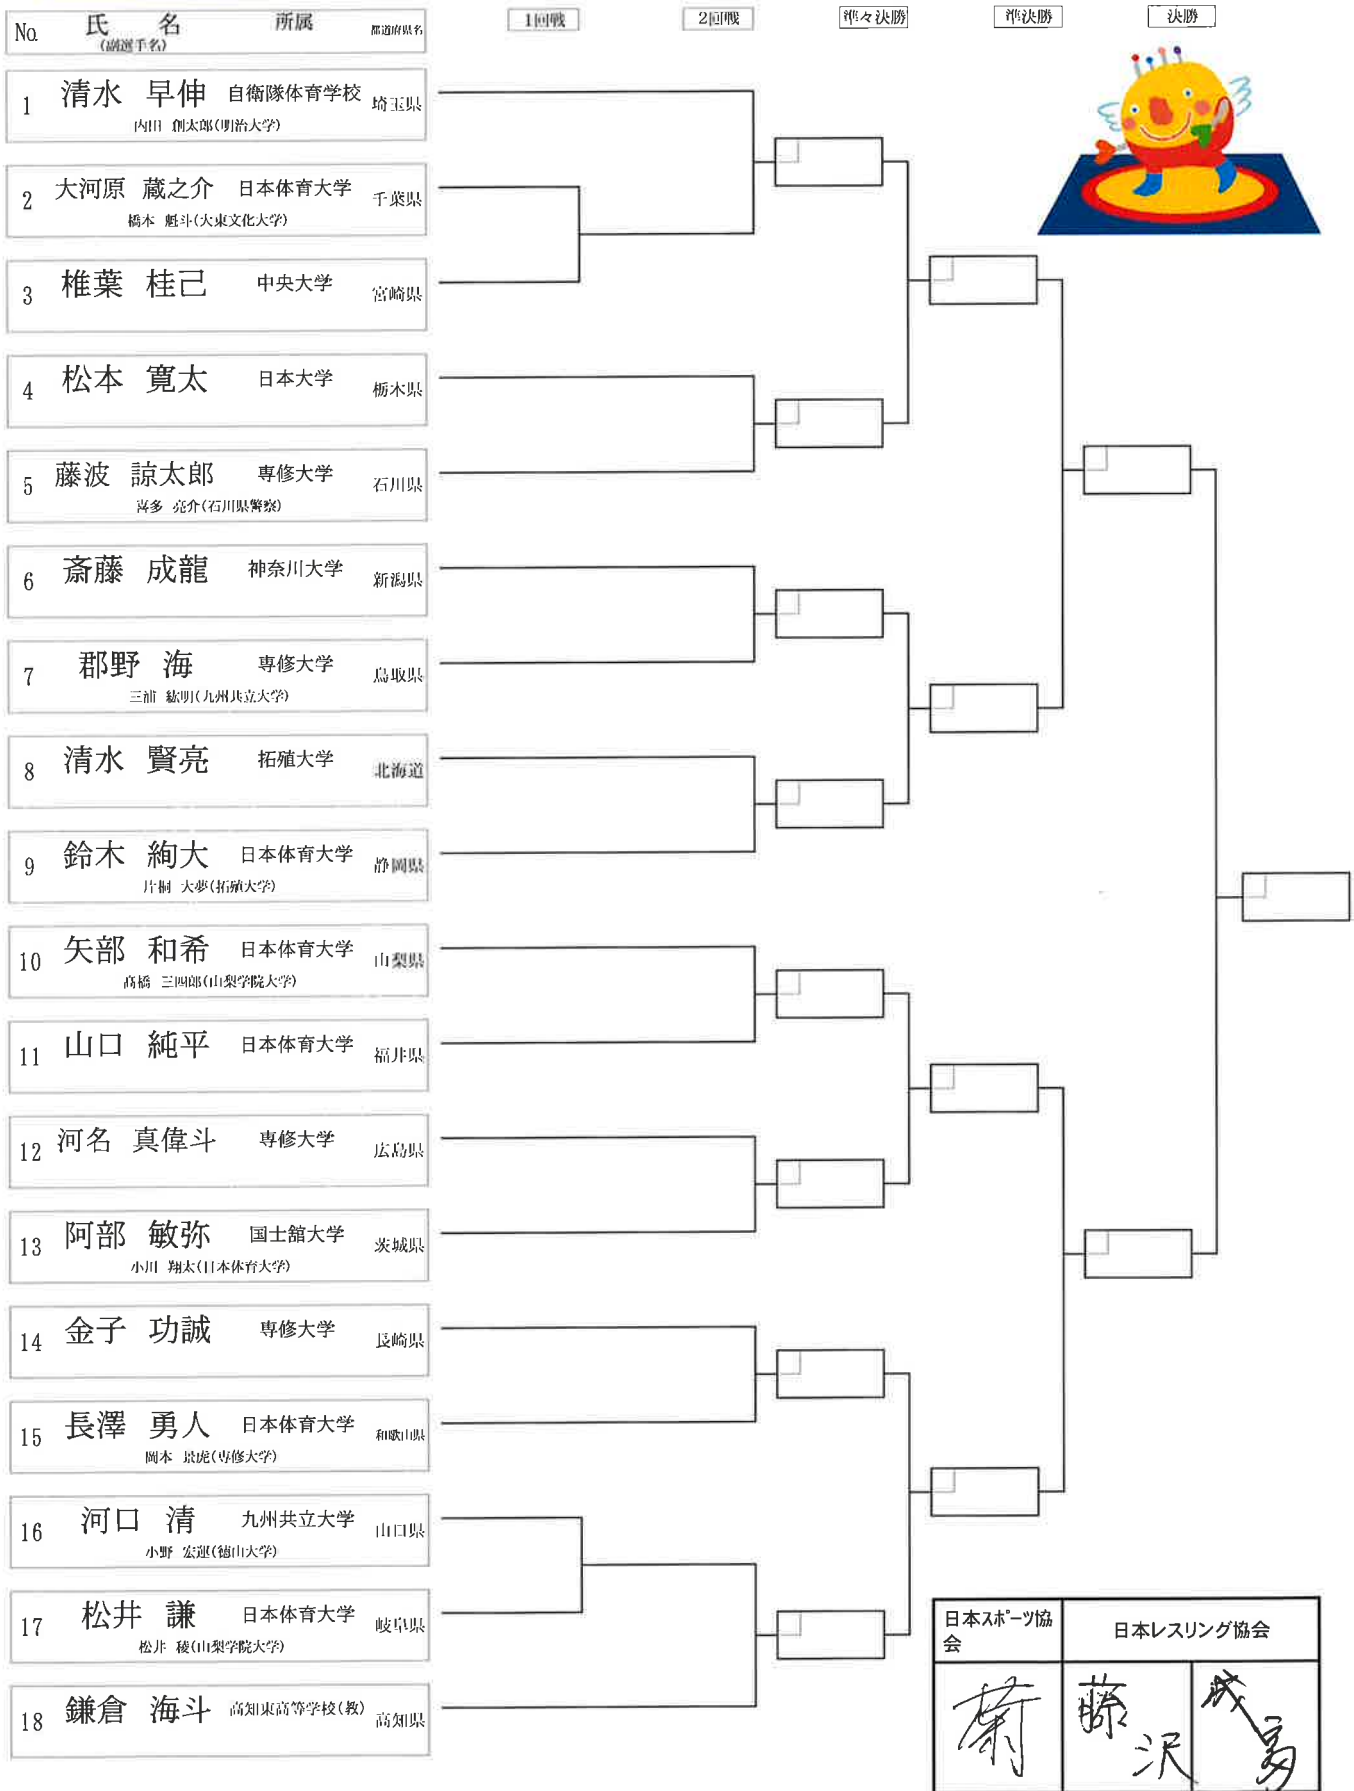 No. 氏 名 所属 都道府県名 1回戦 2回戦 準々決勝 準決勝 決勝
(副選手名)
1 清水 早伸 自衛隊体育学校 埼玉県
内田 創太郎(明治大学)
2 大河原 蔵之介 日本体育大学 千葉県
橋本 魁斗(大東文化大学)
3 椎葉 桂己 中央大学 宮崎県
4 松本 寛太 日本大学 栃木県
5 藤波 諒太郎 専修大学 石川県
喜多 亮介(石川県警察)
6 斎藤 成龍 神奈川大学 新潟県
7 郡野 海 専修大学 鳥取県
三浦 紘明(九州共立大学)
8 清水 賢亮 拓殖大学 北海道
9 鈴木 絢大 日本体育大学 静岡県
片桐 大夢(拓殖大学)
10 矢部 和希 日本体育大学 山梨県
髙橋 三四郎(山梨学院大学)
11 山口 純平 日本体育大学 福井県
12 河名 真偉斗 専修大学 広島県
13 阿部 敏弥 国士舘大学 茨城県
小川 翔太(日本体育大学)
14 金子 功誠 専修大学 長崎県
15 長澤 勇人 日本体育大学 和歌山県
岡本 景虎(専修大学)
16 河口 清 九州共立大学 山口県
小野 宏運(徳山大学)
17 松井 謙 日本体育大学 岐阜県
松井 稜(山梨学院大学)
18 鎌倉 海斗 高知東高等学校(教) 高知県
日本スポーツ協会 日本レスリング協会
藤沢